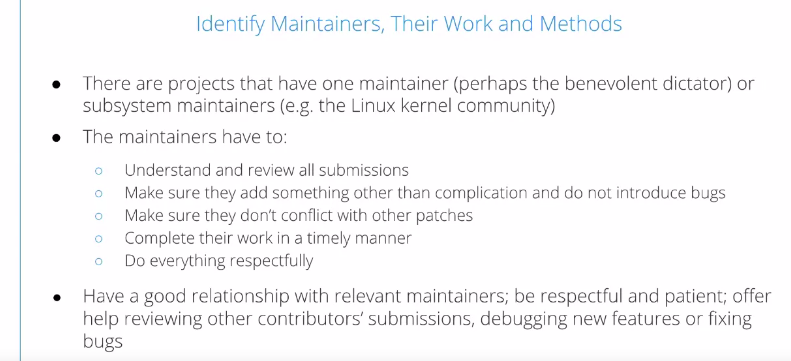 Identify Maintainers, Their Work and Methods
● There are projects that have one maintainer (perhaps the benevolent dictator) or
subsystem maintainers (e.g. the Linux kernel community)
● The maintainers have to:
○ Understand and review all submissions
○ Make sure they add something other than complication and do not introduce bugs
○ Make sure they don't conflict with other patches
○ Complete their work in a timely manner
○ Do everything respectfully
● Have a good relationship with relevant maintainers; be respectful and patient; offer
help reviewing other contributors' submissions, debugging new features or fixing
bugs